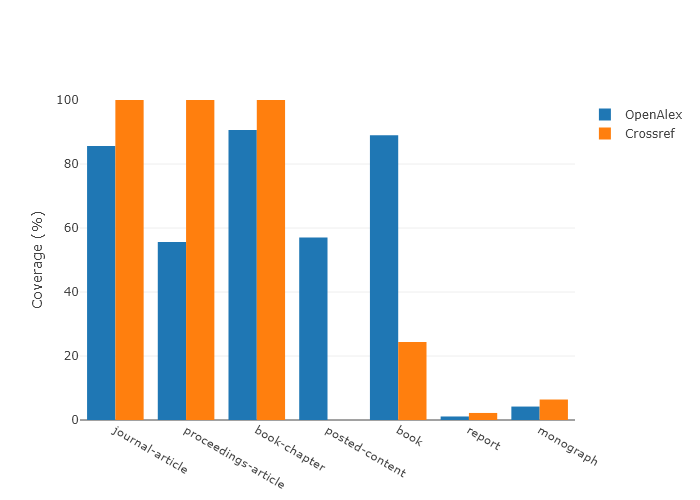 100
80
60
40
20
0
Coverage (%)
journal-article
proceedings-article
book-chapter
posted-content
book
report
monograph
OpenAlex
Crossref